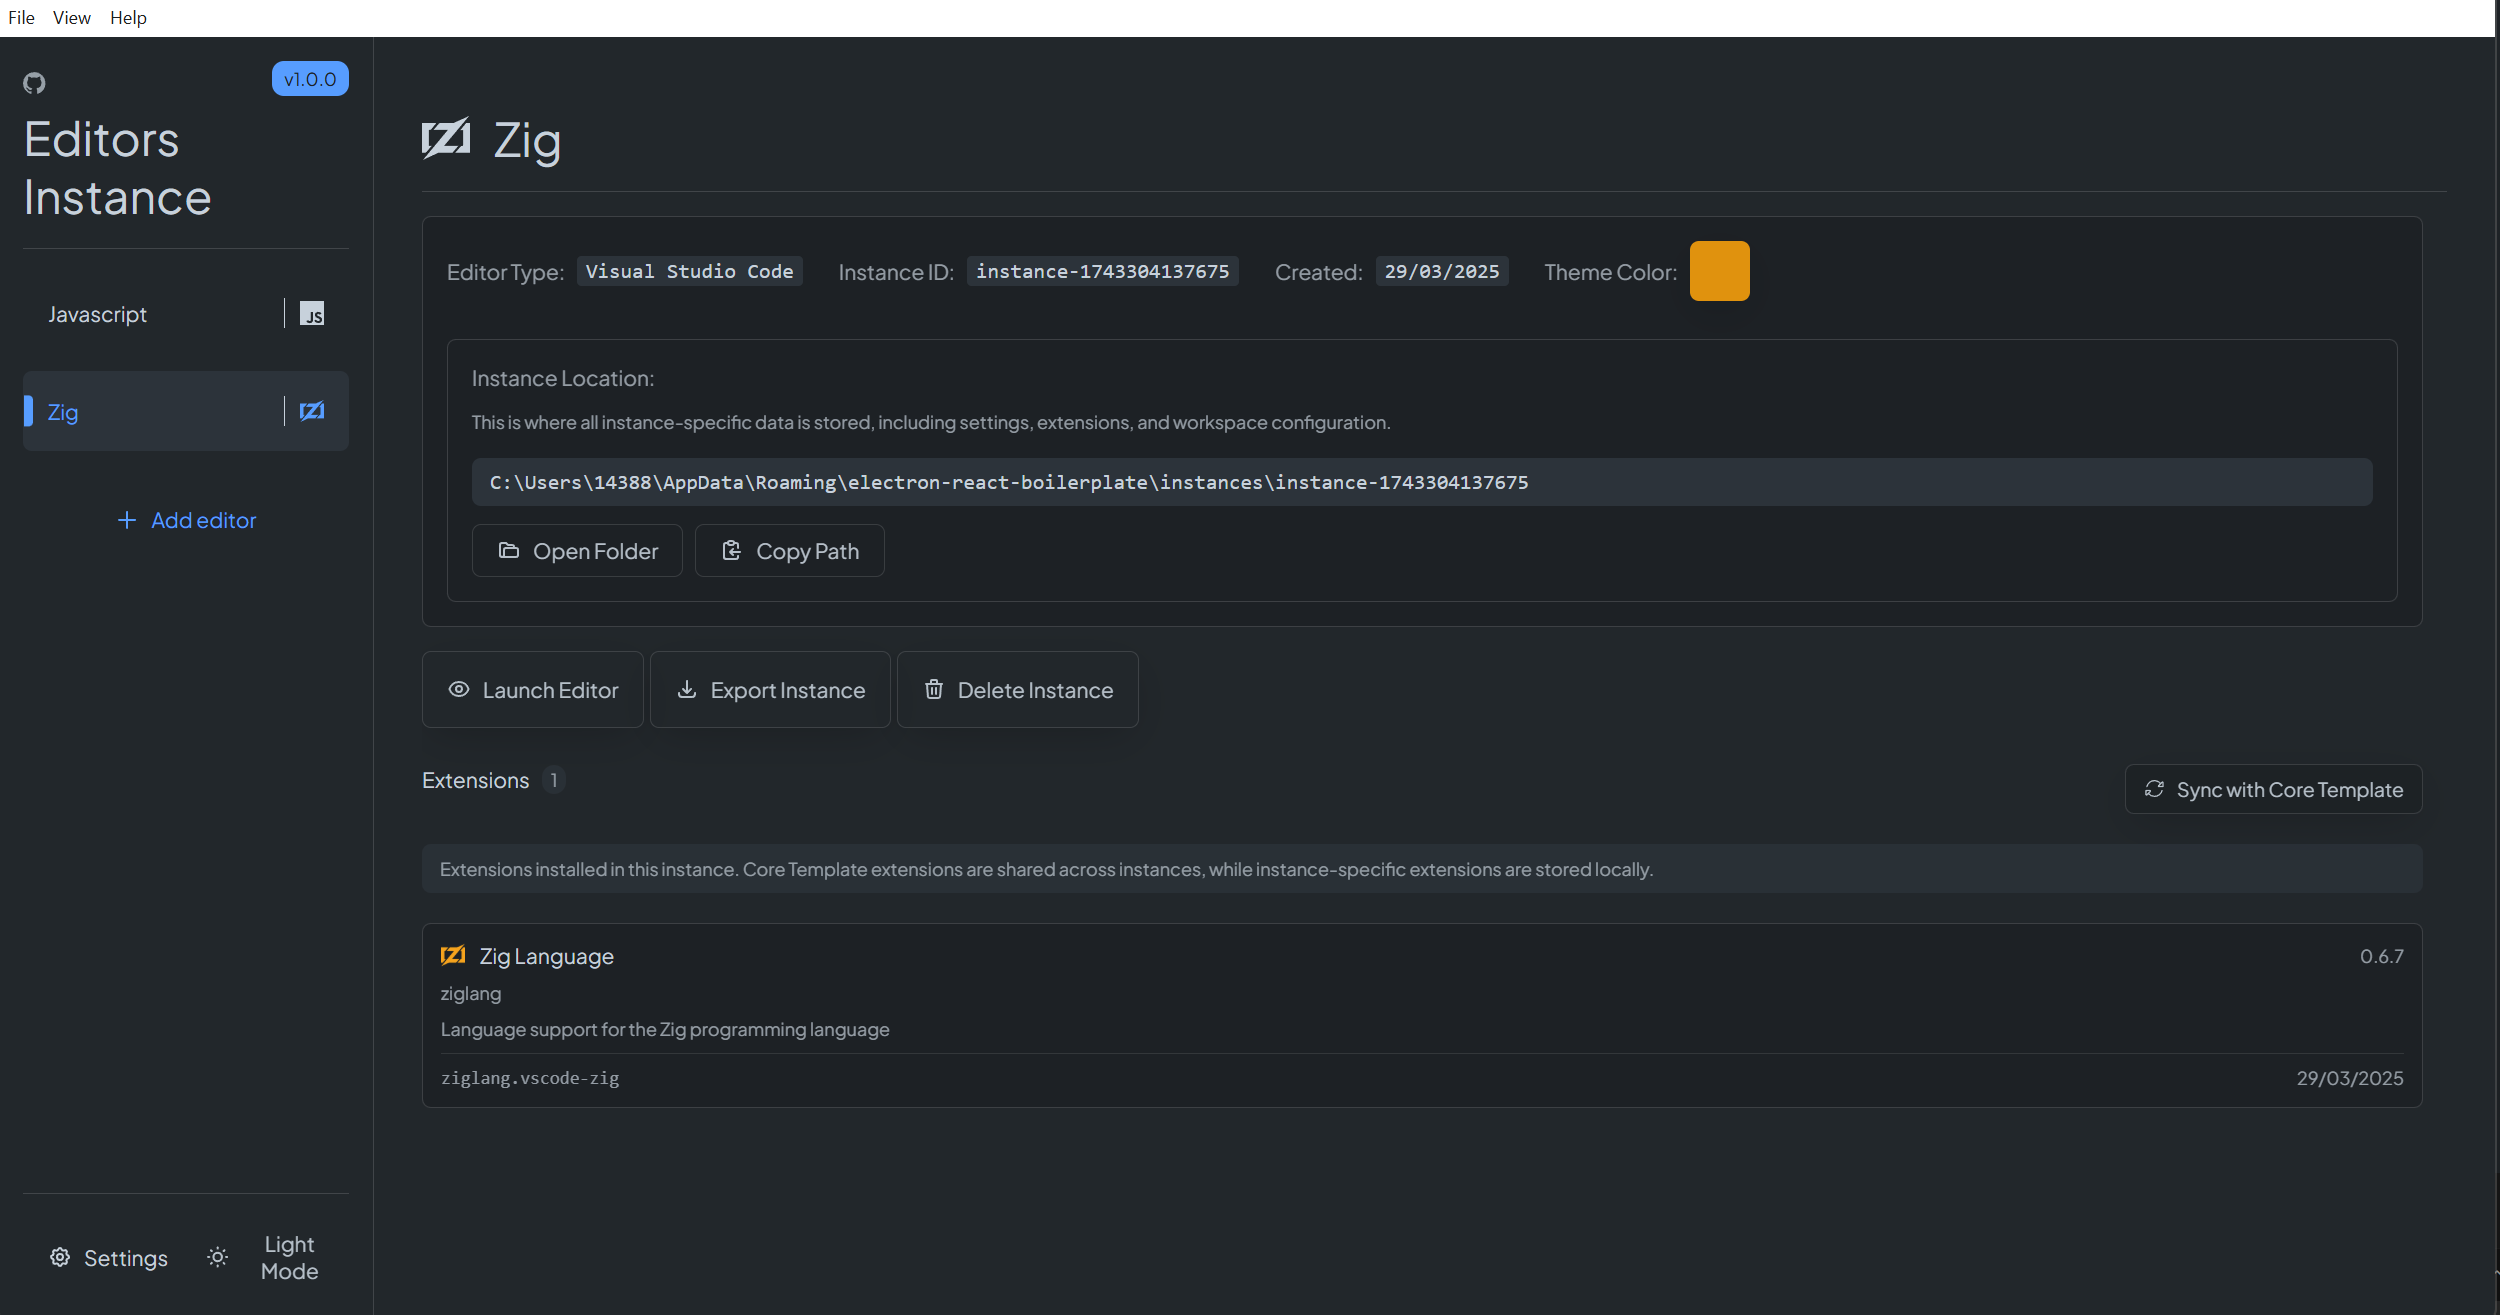 File View Help
v1.0.0
Editors
Instance
Javascript
JS
Zig
Add editor
Settings
Light
Mode
Zig
Editor Type: Visual Studio Code Instance ID: instance-1743304137675 Created: 29/03/2025 Theme Color:
Instance Location:
This is where all instance-specific data is stored, including settings, extensions, and workspace configuration.
C:\Users\14388\AppData\Roaming\electron-react-boilerplate\instances\instance-1743304137675
Open Folder Copy Path
Launch Editor Export Instance Delete Instance
Extensions 1
Sync with Core Template
Extensions installed in this instance. Core Template extensions are shared across instances, while instance-specific extensions are stored locally.
Zig Language 0.6.7
ziglang
Language support for the Zig programming language
ziglang.vscode-zig 29/03/2025